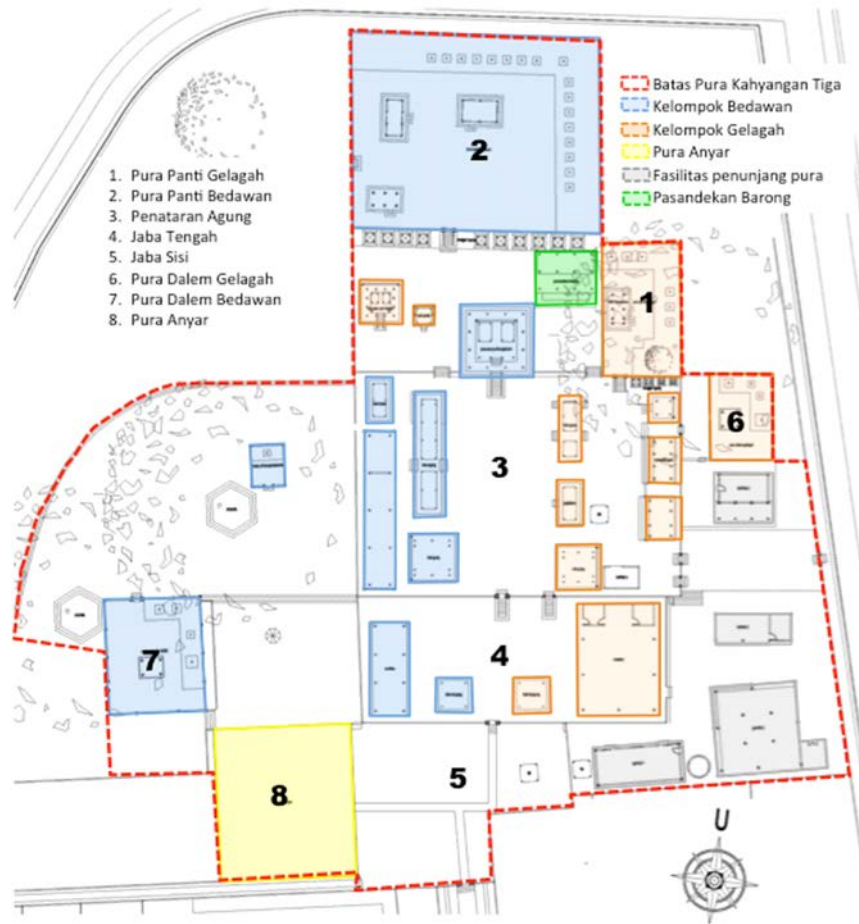 Batas Pura Kahyangan Tiga
Kelompok Bedawan
Kelompok Gelagah
Pura Anyar
Fasilitas penunjang pura
Pasandekan Barong
1. Pura Panti Gelagah
2. Pura Panti Bedawan
3. Penataran Agung
4. Jaba Tengah
5. Jaba Sisi
6. Pura Dalem Gelagah
7. Pura Dalem Bedawan
8. Pura Anyar
2
1
6
3
7
4
5
8
U